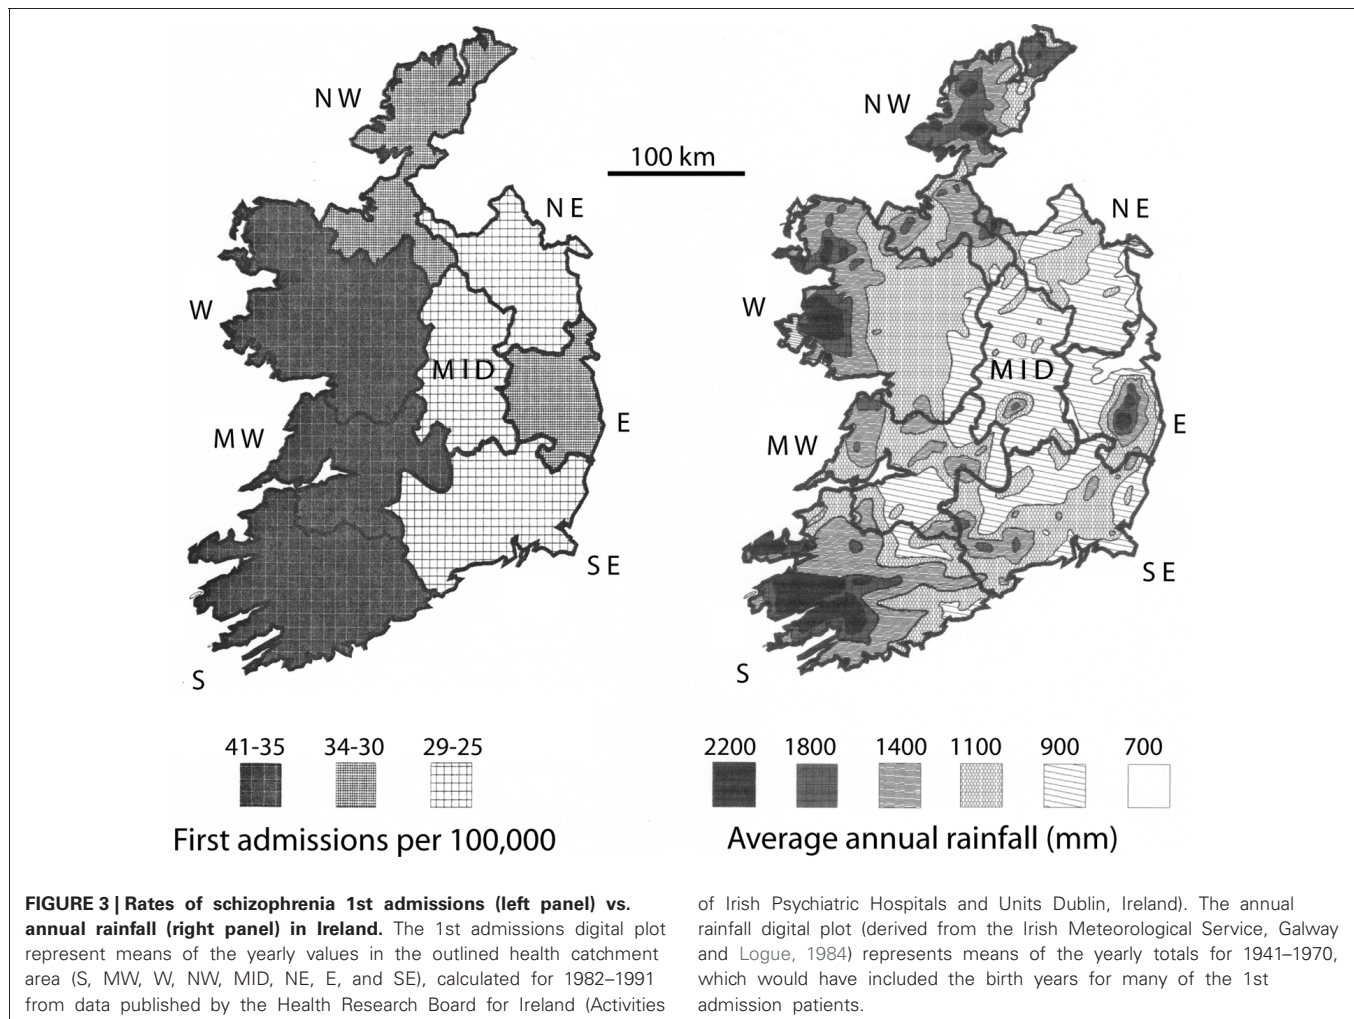 NW
NW
100 km
NE
NE
W
W
MID
MID
E
E
MW
MW
SE
SE
S
S
41-35 34-30 29-25
2200 1800 1400 1100 900 700
First admissions per 100,000
Average annual rainfall (mm)
FIGURE 3 | Rates of schizophrenia 1st admissions (left panel) vs.
annual rainfall (right panel) in Ireland. The 1st admissions digital plot
represent means of the yearly values in the outlined health catchment
area (S, MW, W, NW, MID, NE, E, and SE), calculated for 1982–1991
from data published by the Health Research Board for Ireland (Activities
of Irish Psychiatric Hospitals and Units Dublin, Ireland). The annual
rainfall digital plot (derived from the Irish Meteorological Service, Galway
and Logue, 1984) represents means of the yearly totals for 1941–1970,
which would have included the birth years for many of the 1st
admission patients.